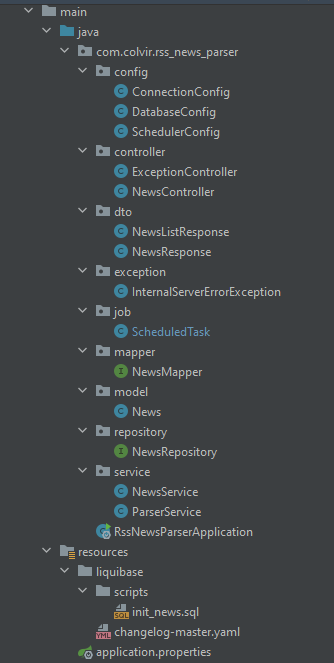 main
java
com.colvir.rss_news_parser
config
ConnectionConfig
DatabaseConfig
SchedulerConfig
controller
ExceptionController
NewsController
dto
NewsListResponse
NewsResponse
exception
InternalServerErrorException
job
ScheduledTask
mapper
NewsMapper
model
News
repository
NewsRepository
service
NewsService
ParserService
RssNewsParserApplication
resources
liquibase
scripts
init_news.sql
changelog-master.yaml
application.properties